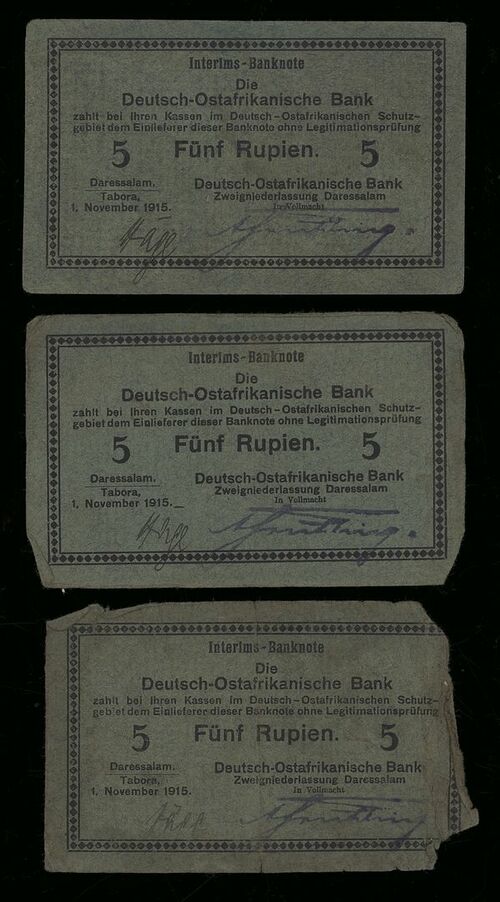 Interims-Banknote
Die
Deutsch-Ostafrikanische Bank
zahlt bei Ihren Kassen im Deutsch-Ostafrikanischen Schutz-
gebiet dem Einlieferer dieser Banknote ohne Legitimationsprüfung
5 Fünf Rupien. 5
Daressalam. Deutsch-Ostafrikanische Bank
Tabora, Zweigniederlassung Daressalam
1. November 1915. In Vollmacht
Interims-Banknote
Die
Deutsch-Ostafrikanische Bank
zahlt bei Ihren Kassen im Deutsch-Ostafrikanischen Schutz-
gebiet dem Einlieferer dieser Banknote ohne Legitimationsprüfung
5 Fünf Rupien. 5
Daressalam. Deutsch-Ostafrikanische Bank
Tabora, Zweigniederlassung Daressalam
1. November 1915. In Vollmacht
Interims-Banknote
Die
Deutsch-Ostafrikanische Bank
zahlt bei Ihren Kassen im Deutsch-Ostafrikanischen Schutz-
gebiet dem Einlieferer dieser Banknote ohne Legitimationsprüfung
5 Fünf Rupien. 5
Daressalam. Deutsch-Ostafrikanische Bank
Tabora, Zweigniederlassung Daressalam
1. November 1915. In Vollmacht